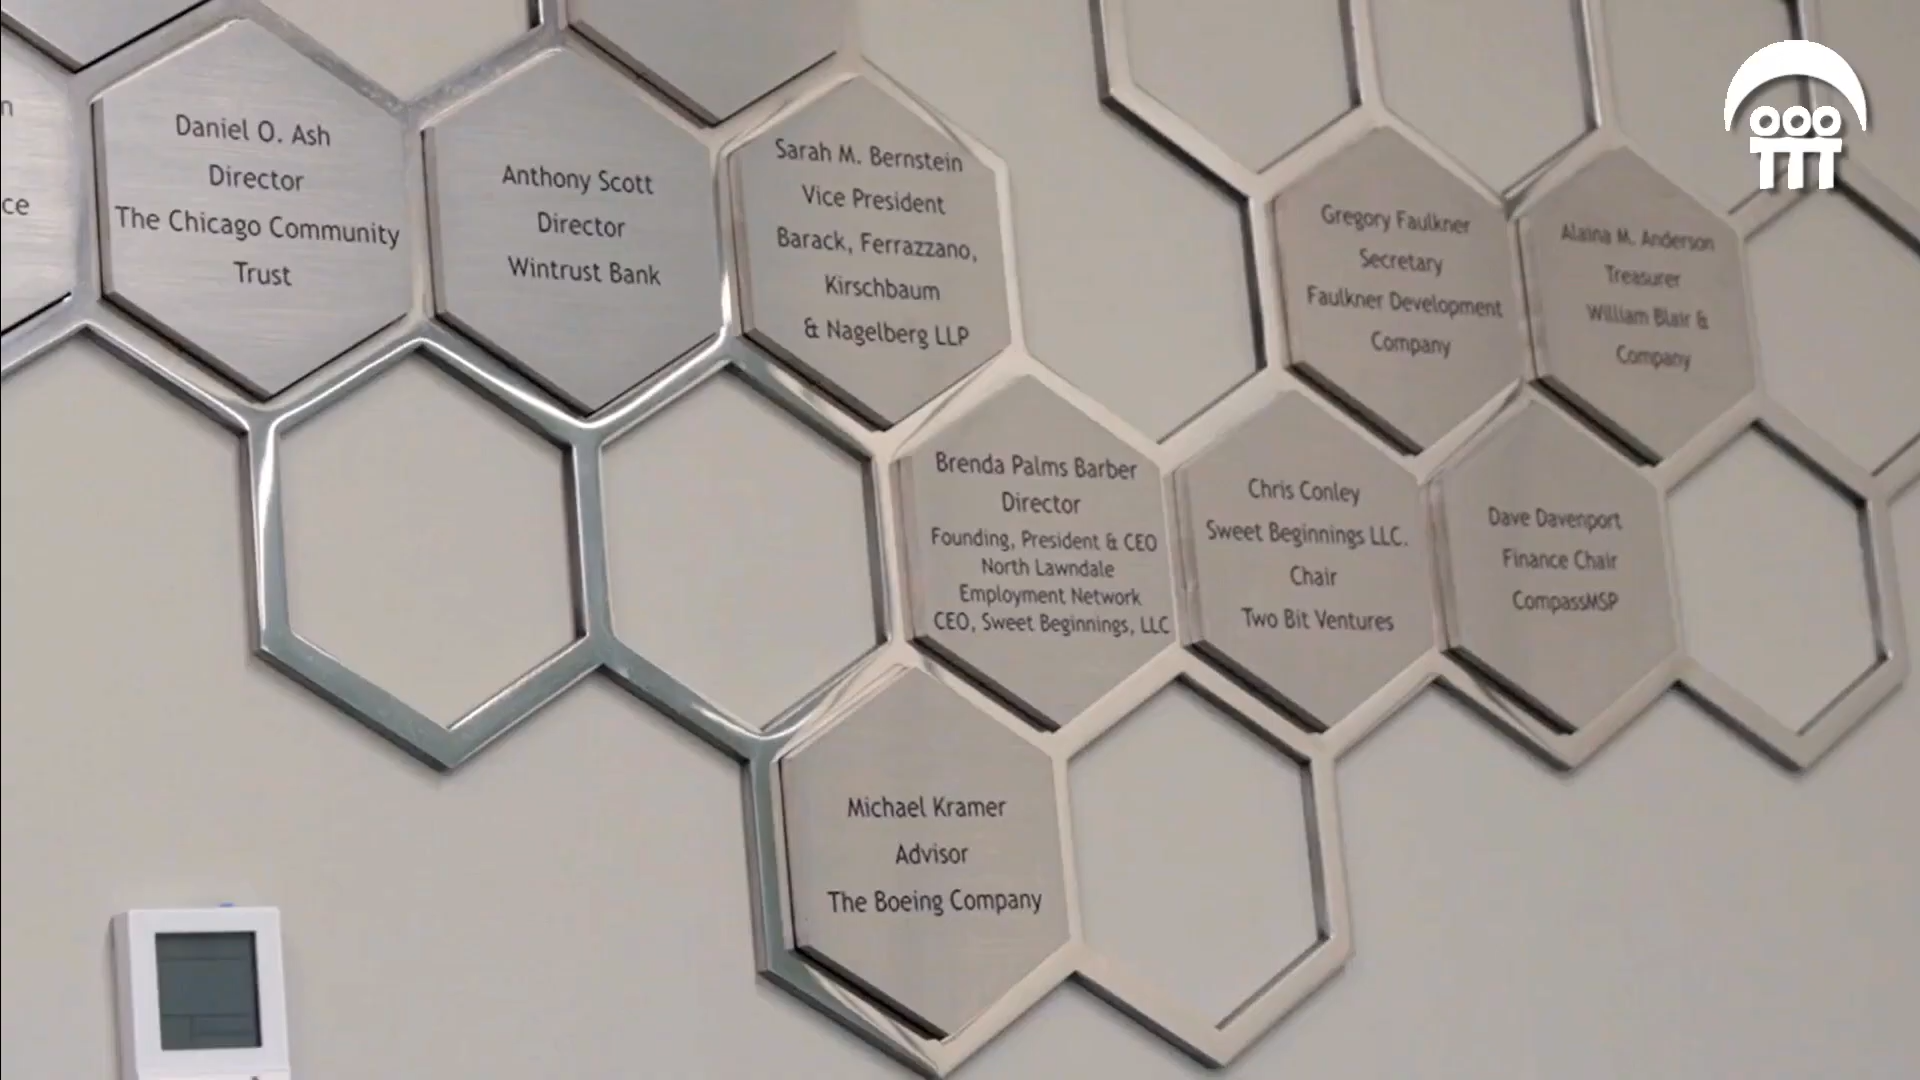 n
ce
Daniel O. Ash
Director
The Chicago Community
Trust
Anthony Scott
Director
Wintrust Bank
Sarah M. Bernstein
Vice President
Barack, Ferrazzano,
Kirschbaum
& Nagelberg LLP
Gregory Faulkner
Secretary
Faulkner Development
Company
Alaina M. Anderson
Treasurer
William Blair &
Company
Brenda Palms Barber
Director
Founding, President & CEO
North Lawndale
Employment Network
CEO, Sweet Beginnings, LLC
Chris Conley
Sweet Beginnings LLC.
Chair
Two Bit Ventures
Dave Davenport
Finance Chair
CompassMSP
Michael Kramer
Advisor
The Boeing Company